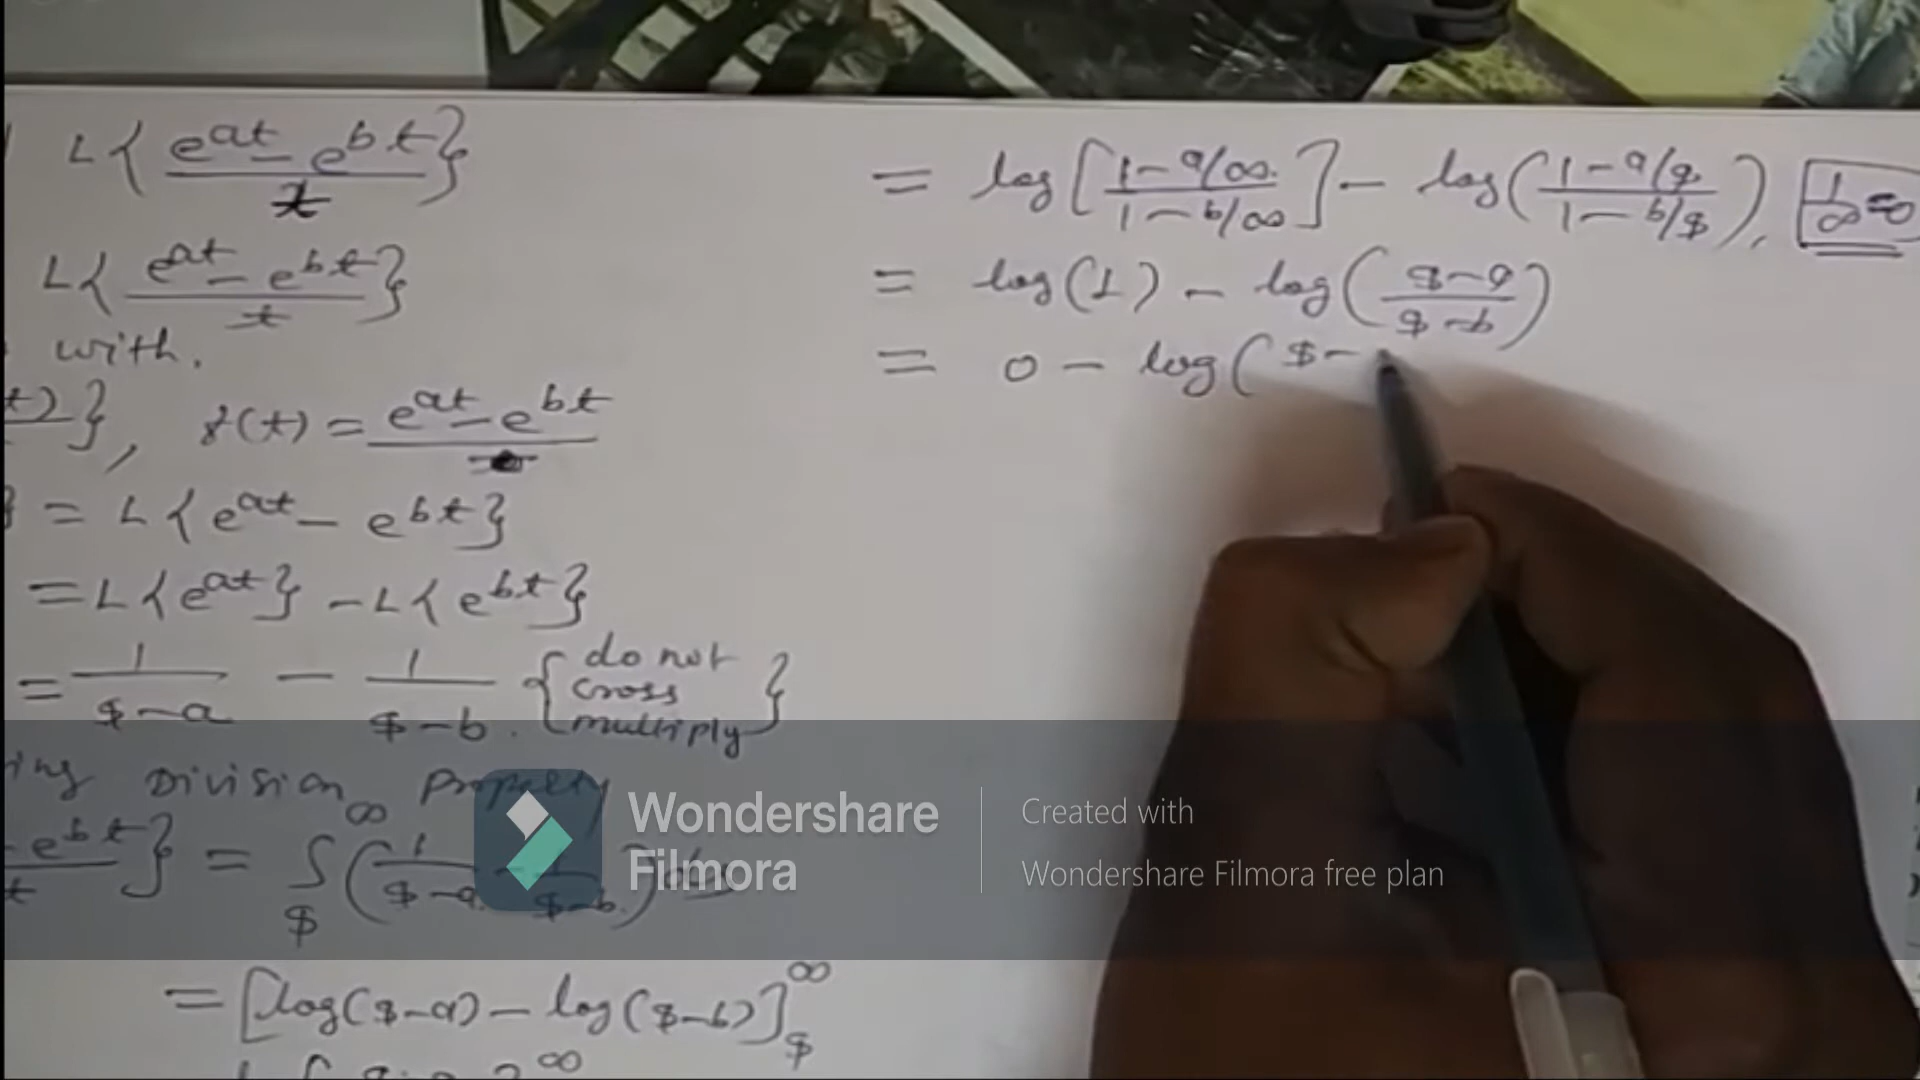 L{(e^{at} - e^{bt})/t}
L{(e^{at} - e^{bt})/t}
with.
t)}, f(t) = (e^{at} - e^{bt})/t
} = L{e^{at} - e^{bt}}
= L{e^{at}} - L{e^{bt}}
= 1/($-a) - 1/($-b). {do not cross multiply}
ing Division Property
- e^{bt}/t} = ∫_$^∞ (1/($-a) - 1/($-b)) ds
= [log($-a) - log($-b)]_$^∞
= log[(1-a/∞)/(1-b/∞)] - log((1-a/$)/(1-b/$)), 1/∞=0
= log(1) - log(($-a)/($-b))
= 0 - log($-
Wondershare
Filmora
Created with
Wondershare Filmora free plan